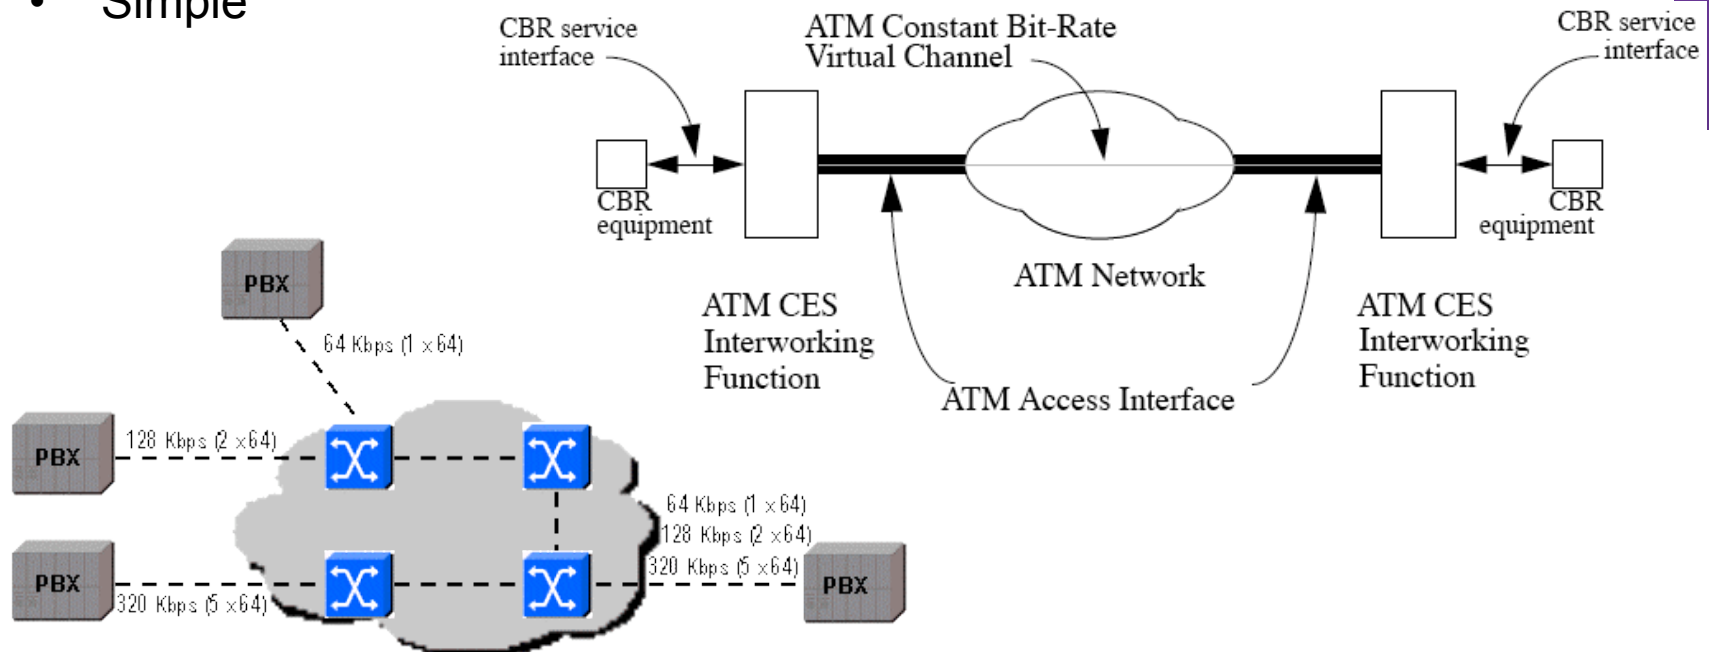 • Simple
CBR service
interface
ATM Constant Bit-Rate
Virtual Channel
CBR service
interface
CBR
equipment
CBR
equipment
ATM Network
ATM CES
Interworking
Function
ATM CES
Interworking
Function
ATM Access Interface
PBX
64 Kbps (1 x 64)
PBX
128 Kbps (2 x 64)
PBX
320 Kbps (5 x 64)
64 Kbps (1 x 64)
128 Kbps (2 x 64)
320 Kbps (5 x 64)
PBX